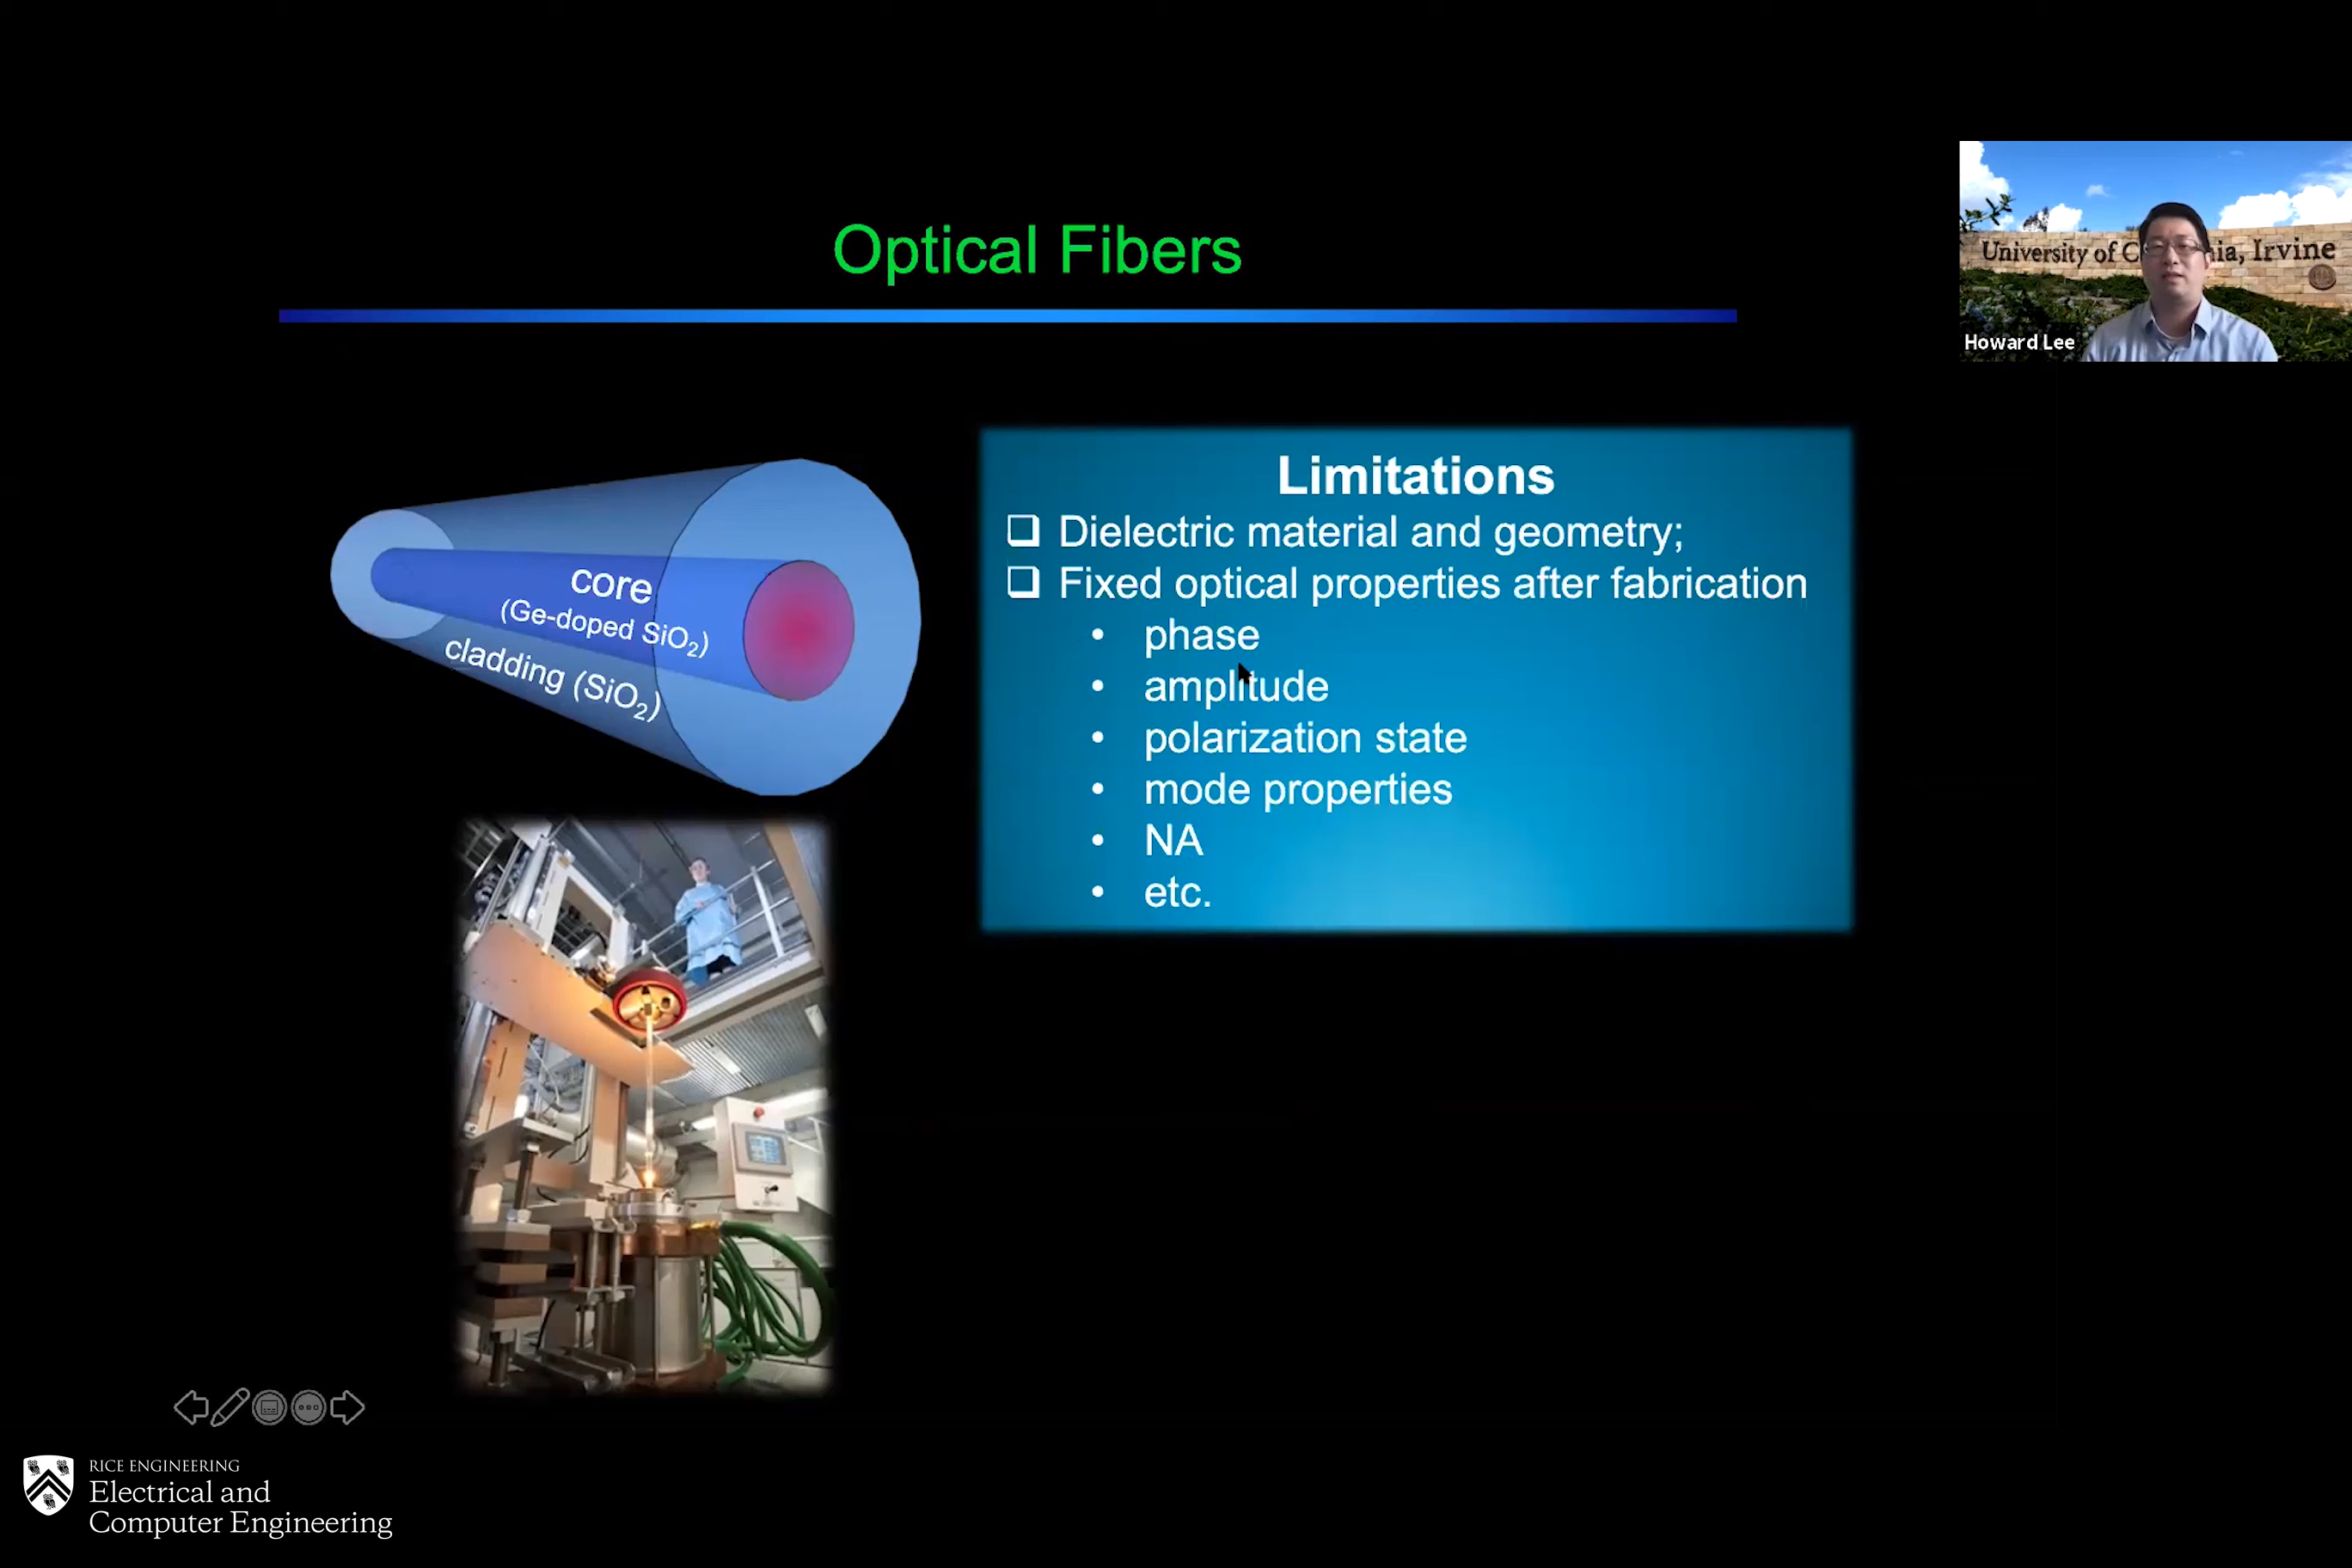 Optical Fibers
University of C nia, Irvine
Howard Lee
core
(Ge-doped SiO₂)
cladding (SiO₂)
Limitations
❑ Dielectric material and geometry;
❑ Fixed optical properties after fabrication
• phase
• amplitude
• polarization state
• mode properties
• NA
• etc.
RICE ENGINEERING
Electrical and
Computer Engineering